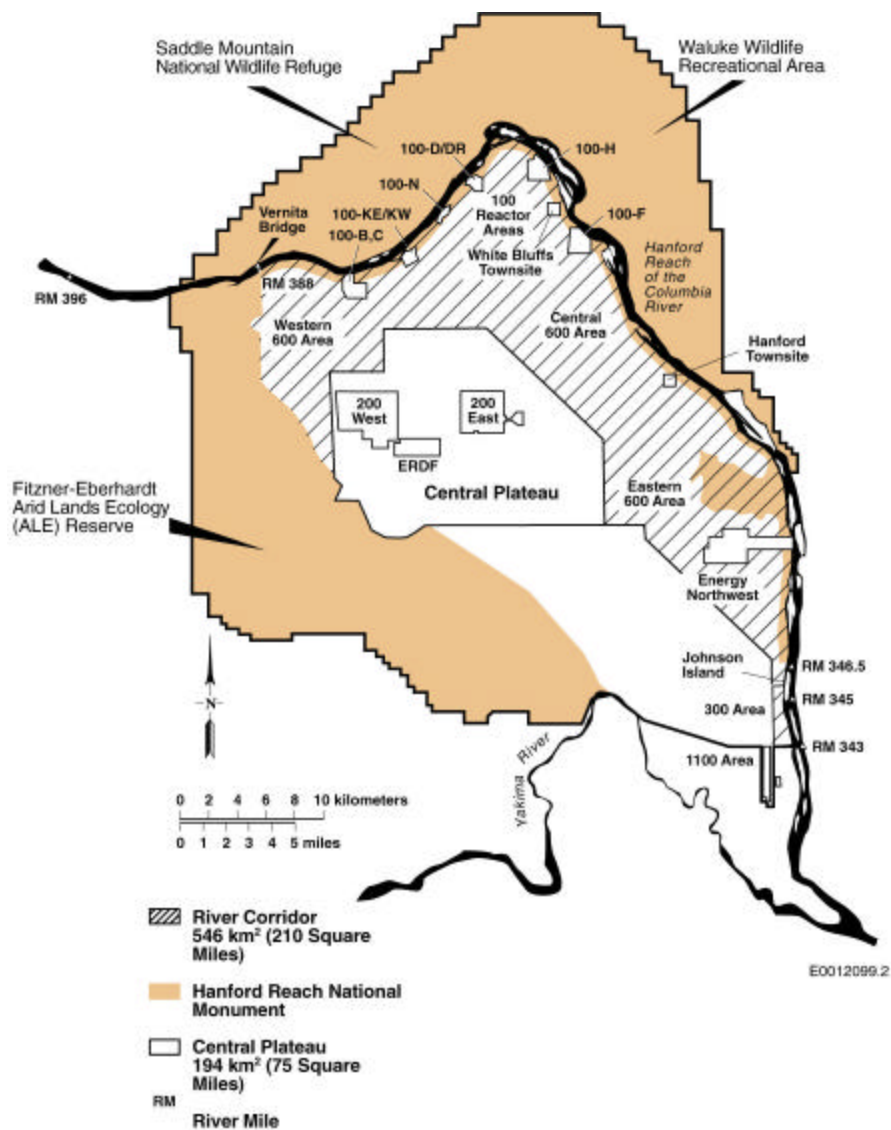 Saddle Mountain
National Wildlife Refuge
Waluke Wildlife
Recreational Area
100-D/DR
100-H
100-N
100
Reactor
Areas
100-F
Vernita
Bridge
100-KE/KW
100-B,C
White Bluffs
Townsite
Hanford
Reach
of the
Columbia
River
RM 396
RM 388
Western
600 Area
Central
600 Area
Hanford
Townsite
200
West
200
East
ERDF
Central Plateau
Eastern
600 Area
Fitzner-Eberhardt
Arid Lands Ecology
(ALE) Reserve
Energy
Northwest
Johnson
Island
RM 346.5
RM 345
300 Area
RM 343
1100 Area
N
Yakima River
0 2 4 6 8 10 kilometers
0 1 2 3 4 5 miles
River Corridor
546 km² (210 Square
Miles)
E0012099.2
Hanford Reach National
Monument
Central Plateau
194 km² (75 Square
Miles)
RM
River Mile